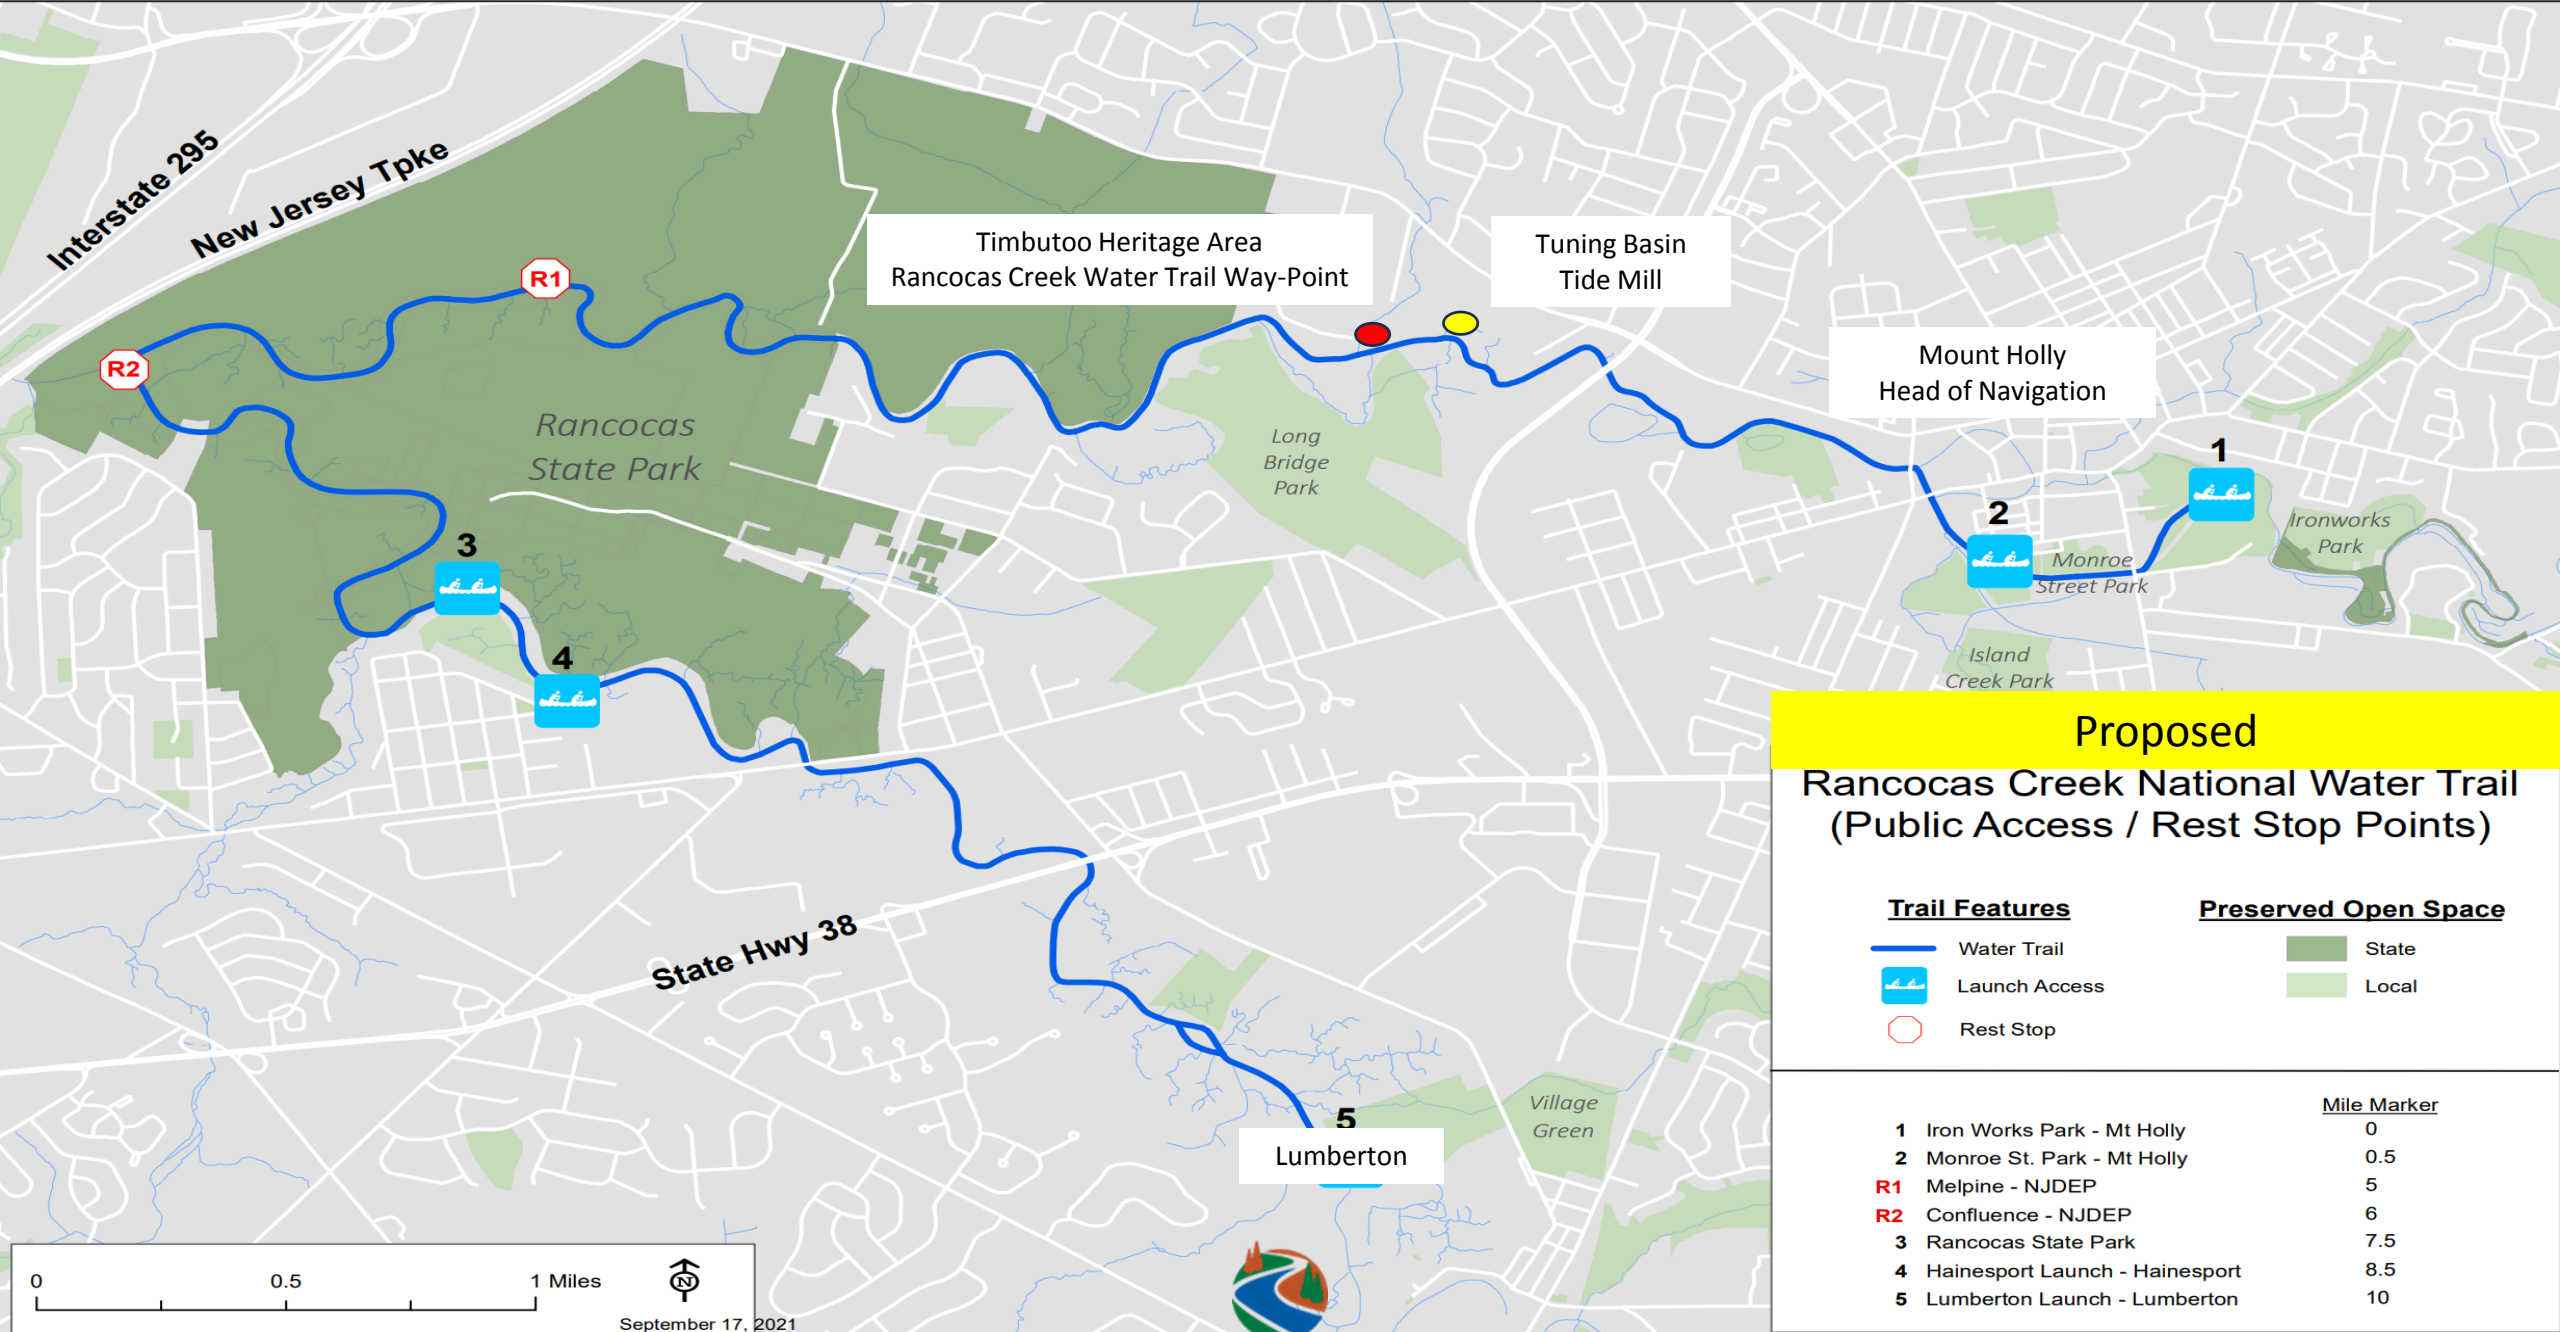 Interstate 295
New Jersey Tpke
R1
R2
Timbutoo Heritage Area
Rancocas Creek Water Trail Way-Point
Tuning Basin
Tide Mill
Mount Holly
Head of Navigation
Rancocas
State Park
Long
Bridge
Park
1
2
Ironworks
Park
Monroe
Street Park
Island
Creek Park
3
4
State Hwy 38
5
Lumberton
Village
Green
Proposed
Rancocas Creek National Water Trail
(Public Access / Rest Stop Points)
Trail Features
Water Trail
Launch Access
Rest Stop
Preserved Open Space
State
Local
Mile Marker
1 Iron Works Park - Mt Holly 0
2 Monroe St. Park - Mt Holly 0.5
R1 Melpine - NJDEP 5
R2 Confluence - NJDEP 6
3 Rancocas State Park 7.5
4 Hainesport Launch - Hainesport 8.5
5 Lumberton Launch - Lumberton 10
0 0.5 1 Miles
N
September 17, 2021